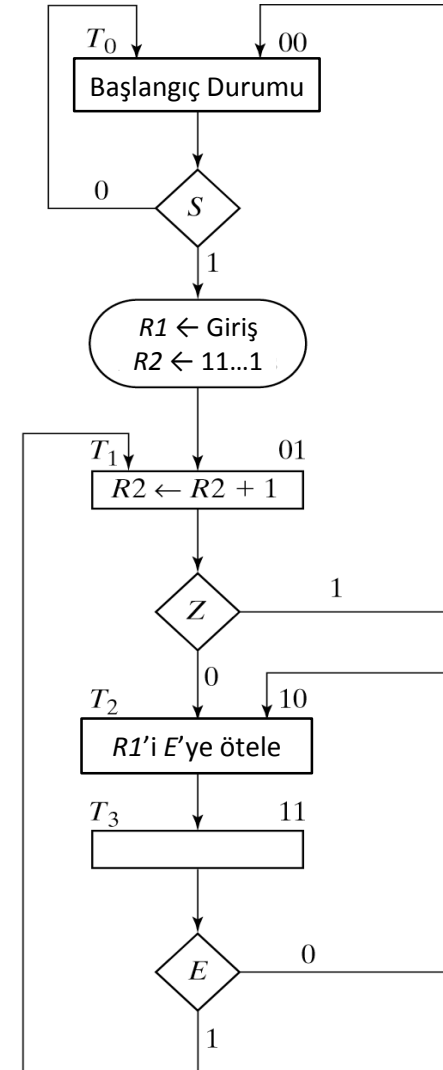 T₀ 00
Başlangıç Durumu
0
S
1
R1 ← Giriş
R2 ← 11…1
T₁ 01
R2 ← R2 + 1
Z
1
0
T₂ 10
R1'i E'ye ötele
T₃ 11
E
0
1